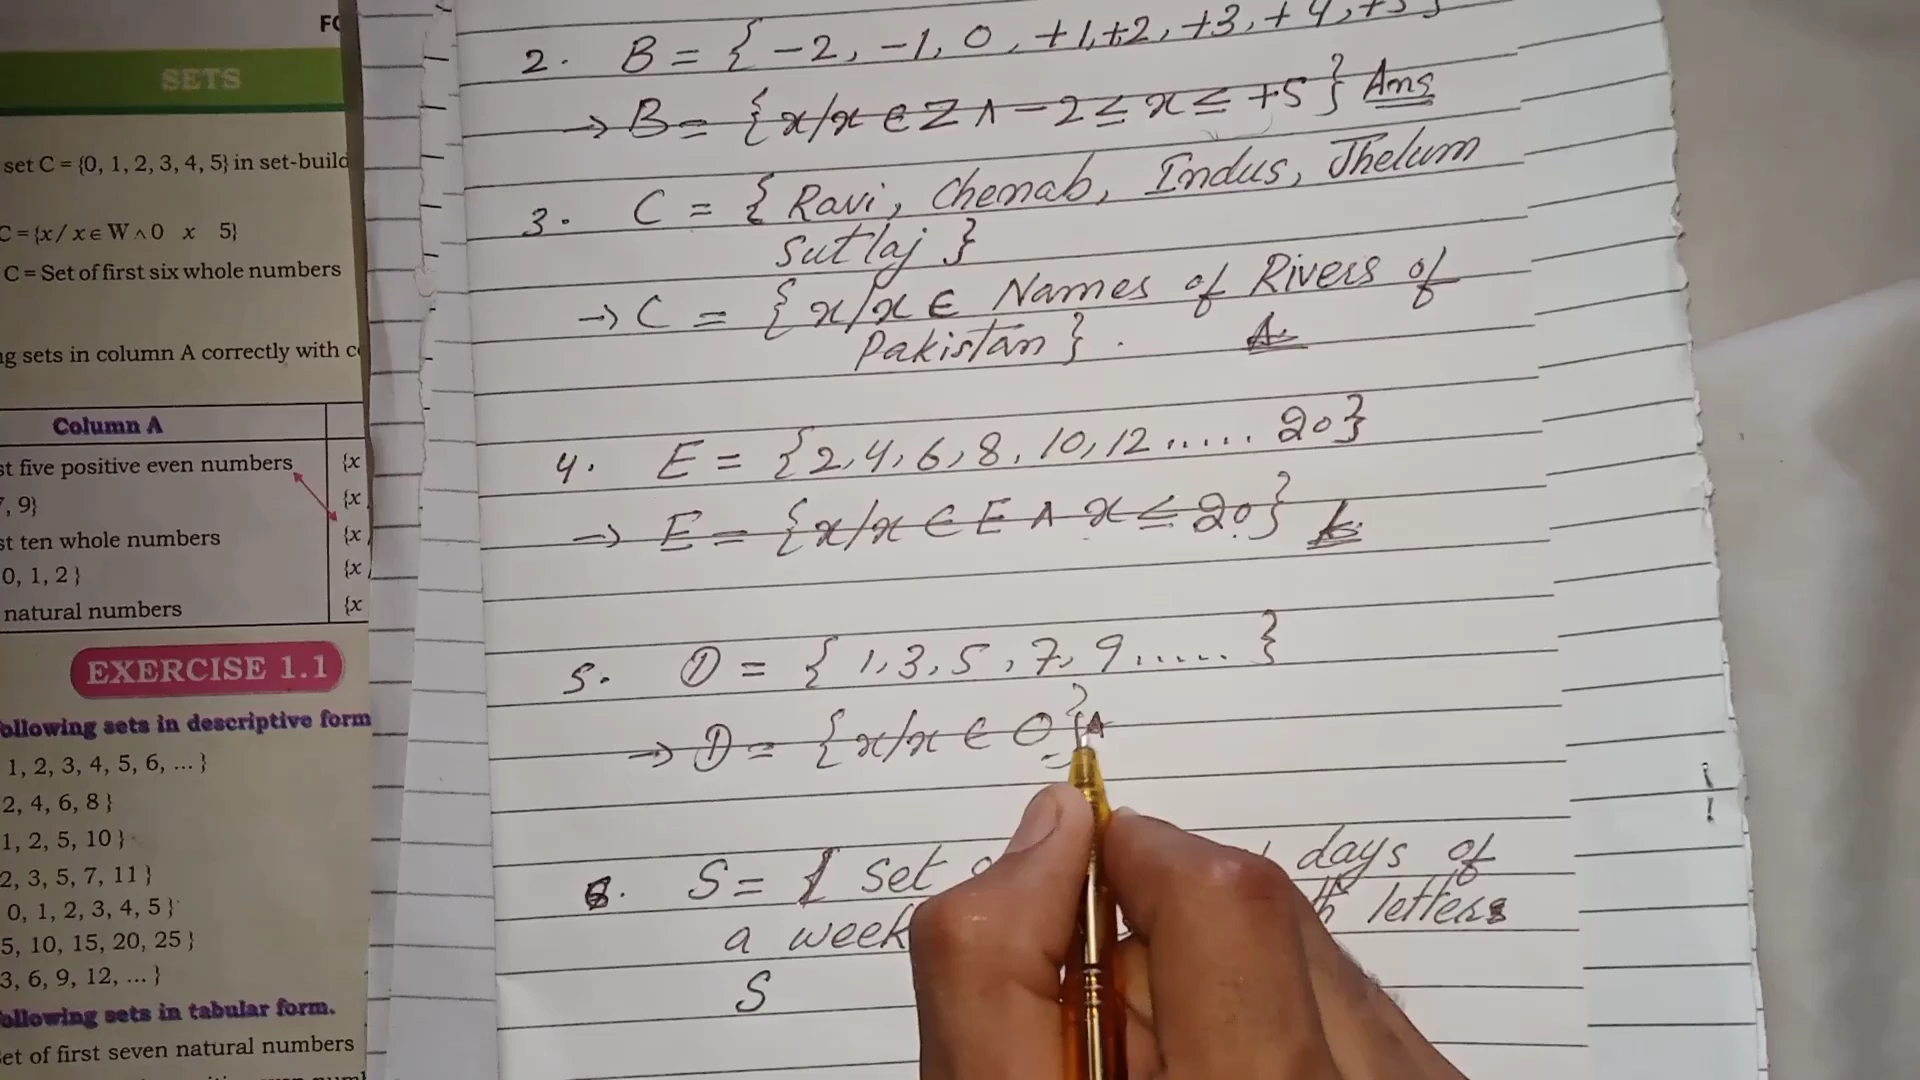 FO
SETS
set C = {0, 1, 2, 3, 4, 5} in set-build
C = {x / x ∈ W ∧ 0 x 5}
C = Set of first six whole numbers
ng sets in column A correctly with c
Column A
st five positive even numbers {x
7, 9} {x
st ten whole numbers {x
0, 1, 2 } {x
natural numbers {x
EXERCISE 1.1
ollowing sets in descriptive form
1, 2, 3, 4, 5, 6, ... }
2, 4, 6, 8 }
1, 2, 5, 10 }
2, 3, 5, 7, 11 }
0, 1, 2, 3, 4, 5 }
5, 10, 15, 20, 25 }
3, 6, 9, 12, ... }
ollowing sets in tabular form.
et of first seven natural numbers
2. B = { -2, -1, 0, +1, +2, +3, +4, +5 }
→ B = {x/x ∈ Z ∧ -2 ≤ x ≤ +5} Ans
3. C = { Ravi, Chenab, Indus, Jhelum
Sutlaj }
→ C = {x/x ∈ Names of Rivers of
Pakistan }.
4. E = {2, 4, 6, 8, 10, 12 ..... 20}
→ E = {x/x ∈ E ∧ x ≤ 20}
5. D = { 1, 3, 5, 7, 9 ..... }
→ D = { x/x ∈ O }
6. S = { Set days of
a week letters
S